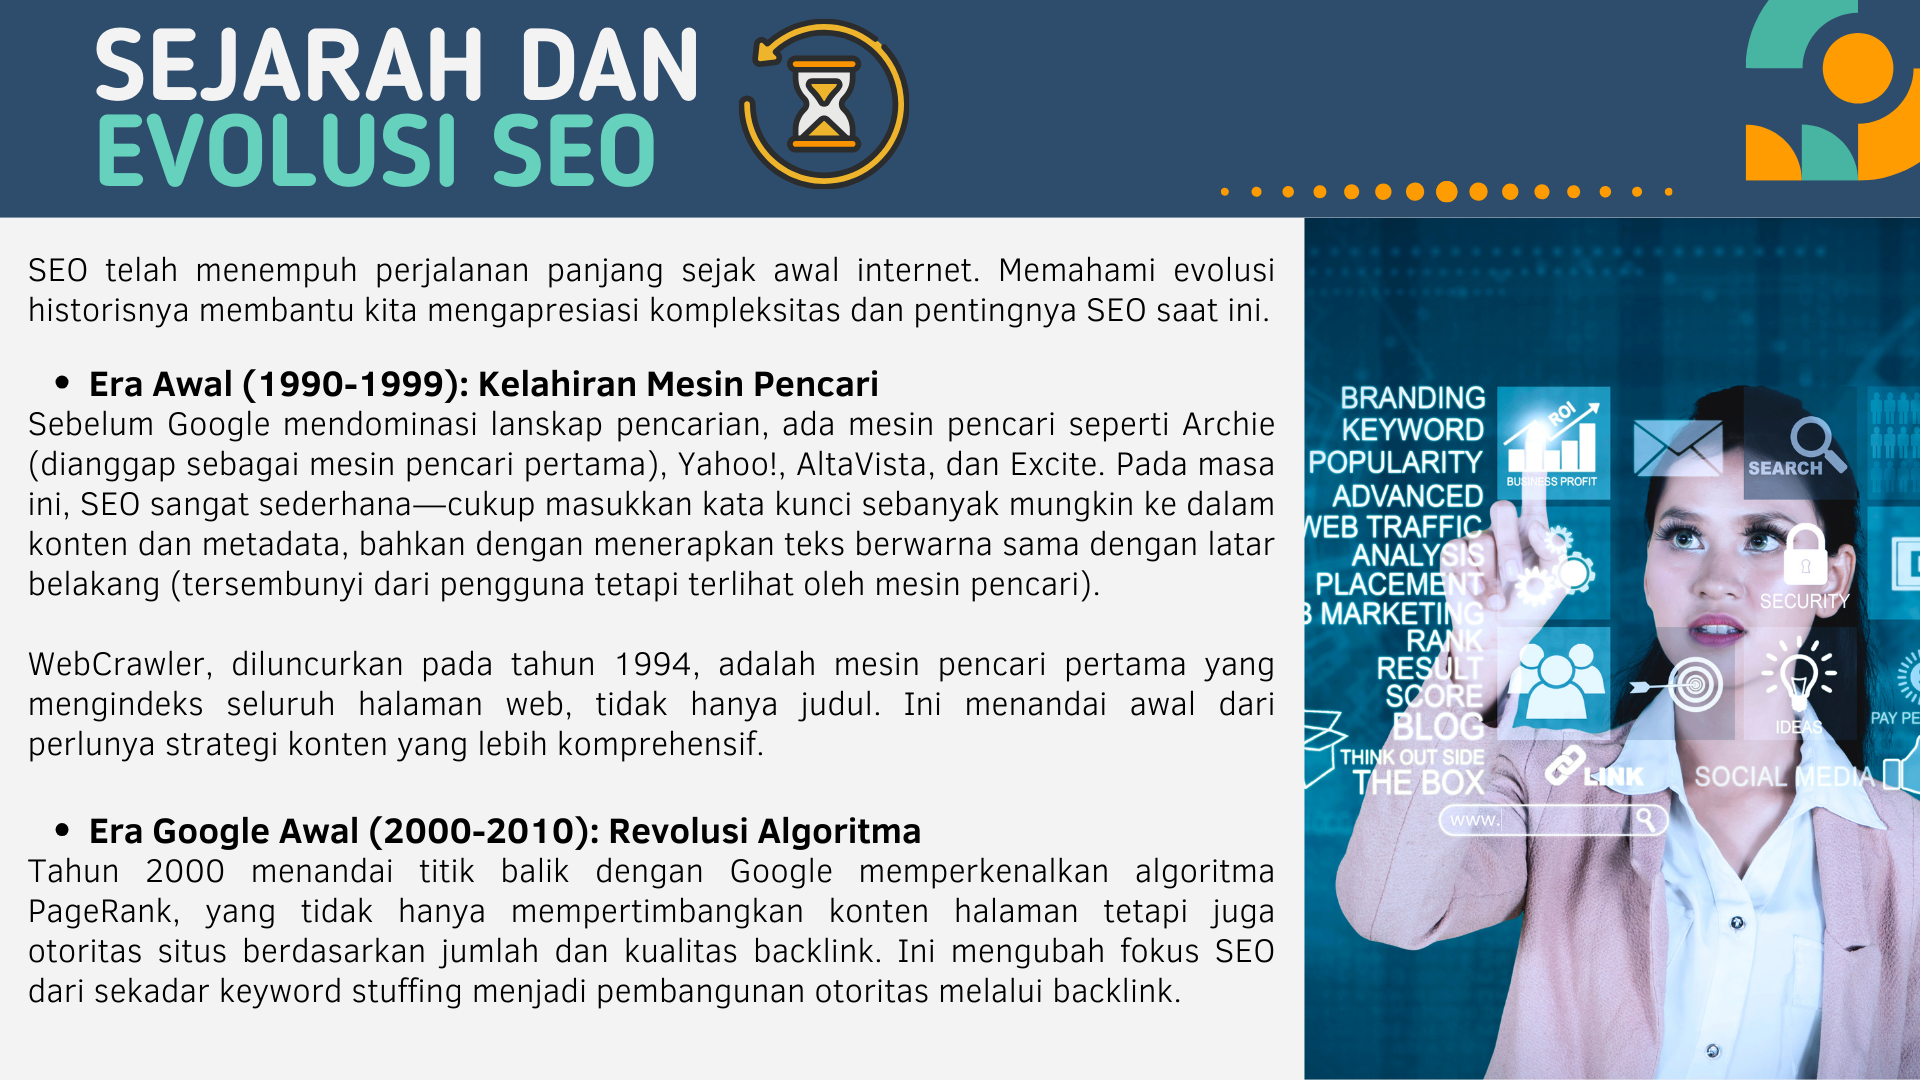 SEJARAH DAN
EVOLUSI SEO
SEO telah menempuh perjalanan panjang sejak awal internet. Memahami evolusi
historisnya membantu kita mengapresiasi kompleksitas dan pentingnya SEO saat ini.
• Era Awal (1990-1999): Kelahiran Mesin Pencari
Sebelum Google mendominasi lanskap pencarian, ada mesin pencari seperti Archie
(dianggap sebagai mesin pencari pertama), Yahoo!, AltaVista, dan Excite. Pada masa
ini, SEO sangat sederhana—cukup masukkan kata kunci sebanyak mungkin ke dalam
konten dan metadata, bahkan dengan menerapkan teks berwarna sama dengan latar
belakang (tersembunyi dari pengguna tetapi terlihat oleh mesin pencari).
WebCrawler, diluncurkan pada tahun 1994, adalah mesin pencari pertama yang
mengindeks seluruh halaman web, tidak hanya judul. Ini menandai awal dari
perlunya strategi konten yang lebih komprehensif.
• Era Google Awal (2000-2010): Revolusi Algoritma
Tahun 2000 menandai titik balik dengan Google memperkenalkan algoritma
PageRank, yang tidak hanya mempertimbangkan konten halaman tetapi juga
otoritas situs berdasarkan jumlah dan kualitas backlink. Ini mengubah fokus SEO
dari sekadar keyword stuffing menjadi pembangunan otoritas melalui backlink.
BRANDING
KEYWORD
POPULARITY
ADVANCED
WEB TRAFFIC
ANALYSIS
PLACEMENT
B MARKETING
RANK
RESULT
SCORE
BLOG
THINK OUT SIDE
THE BOX
ROI
BUSINESS PROFIT
SEARCH
SECURITY
IDEAS
PAY PE
LINK
SOCIAL MEDIA
www.